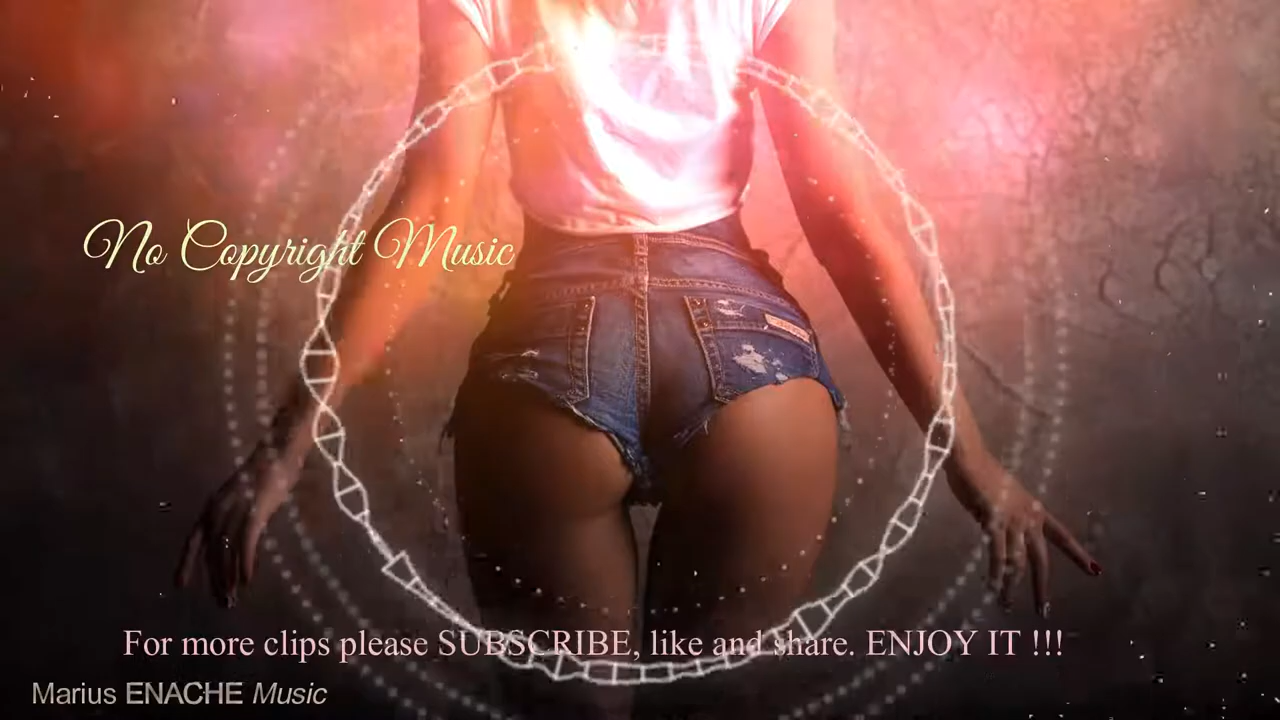 No Copyright Music
For more clips please SUBSCRIBE, like and share. ENJOY IT !!!
Marius ENACHE Music